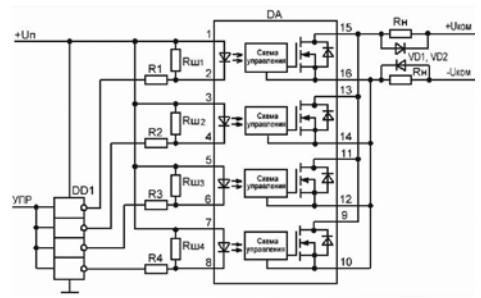 DA
+Uп
1
15
Rн
+Uком
Rш1
Схема управления
VD1, VD2
R1
2
16
Rн
-Uком
3
13
Rш2
Схема управления
R2
4
14
5
11
DD1
Rш3
Схема управления
УПР
R3
6
12
7
9
Rш4
Схема управления
R4
8
10